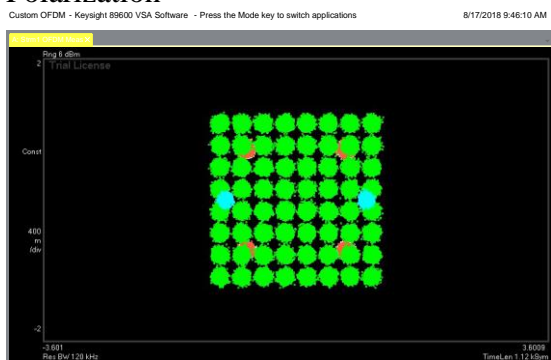 Polarization
Custom OFDM - Keysight 89600 VSA Software - Press the Mode key to switch applications 8/17/2018 9:46:10 AM
Rng 6 dBm
2 Trial License
Const
400
m
/div
-2
-3.601 3.6009
Res BW 120 kHz TimeLen 1.12 kSym